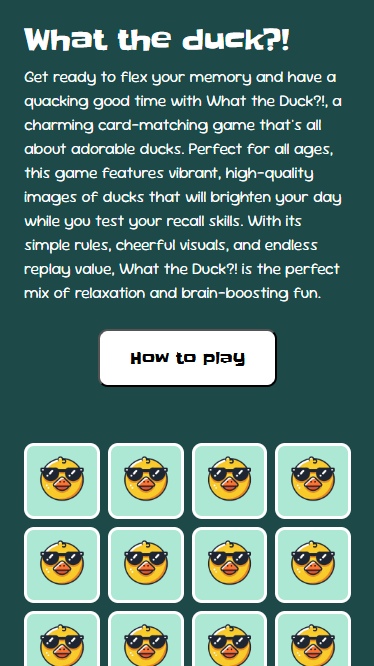 What the duck?!
Get ready to flex your memory and have a
quacking good time with What the Duck?!, a
charming card-matching game that's all
about adorable ducks. Perfect for all ages,
this game features vibrant, high-quality
images of ducks that will brighten your day
while you test your recall skills. With its
simple rules, cheerful visuals, and endless
replay value, What the Duck?! is the perfect
mix of relaxation and brain-boosting fun.
How to play